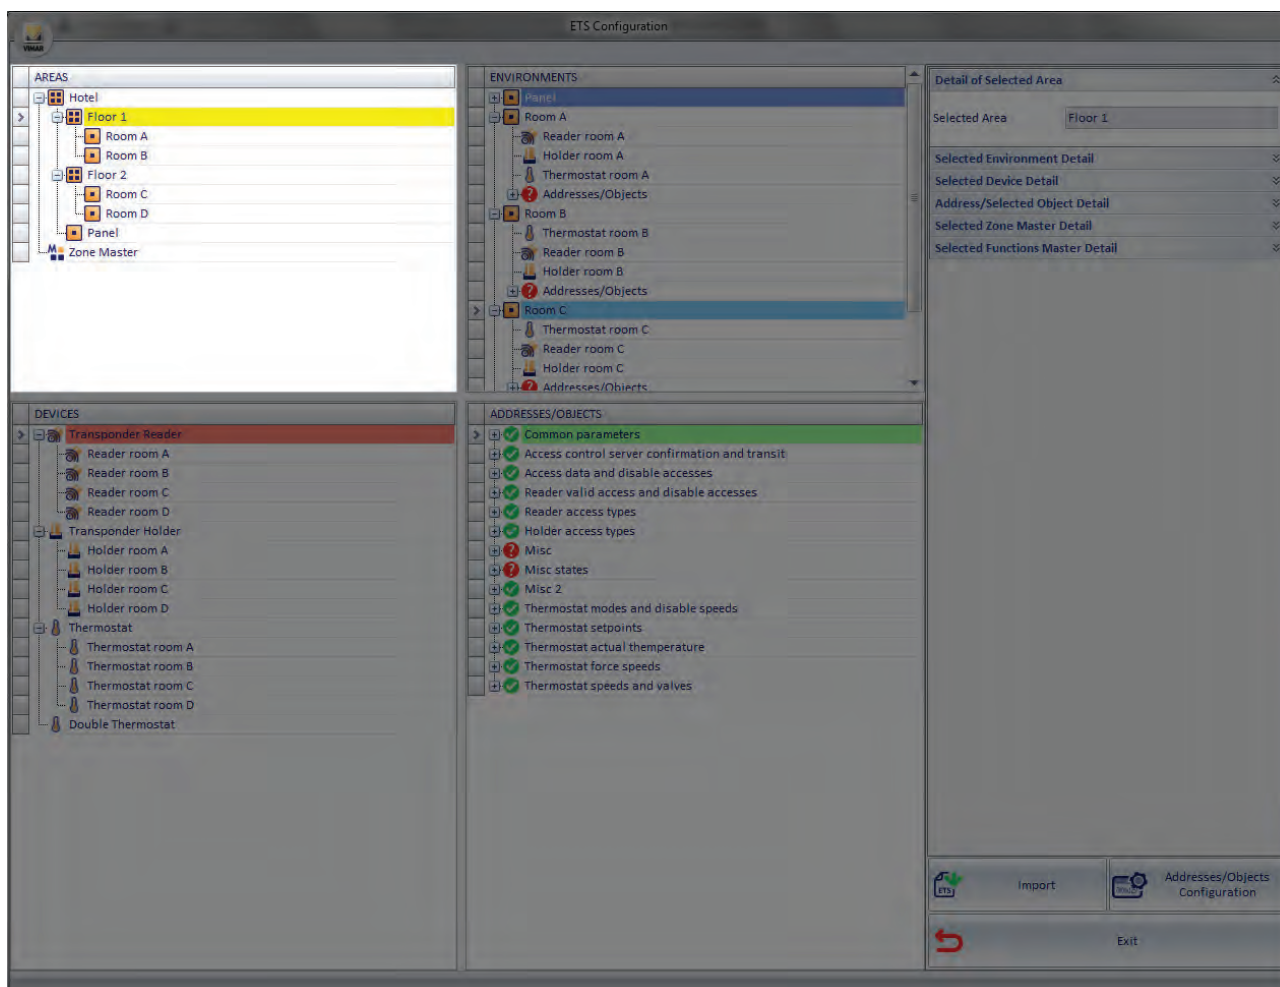 ETS Configuration
VIMAR
AREAS
Hotel
Floor 1
Room A
Room B
Floor 2
Room C
Room D
Panel
Zone Master
ENVIRONMENTS
Panel
Room A
Reader room A
Holder room A
Thermostat room A
Addresses/Objects
Room B
Thermostat room B
Reader room B
Holder room B
Addresses/Objects
Room C
Thermostat room C
Reader room C
Holder room C
Addresses/Objects
Detail of Selected Area
Selected Area Floor 1
Selected Environment Detail
Selected Device Detail
Address/Selected Object Detail
Selected Zone Master Detail
Selected Functions Master Detail
DEVICES
Transponder Reader
Reader room A
Reader room B
Reader room C
Reader room D
Transponder Holder
Holder room A
Holder room B
Holder room C
Holder room D
Thermostat
Thermostat room A
Thermostat room B
Thermostat room C
Thermostat room D
Double Thermostat
ADDRESSES/OBJECTS
Common parameters
Access control server confirmation and transit
Access data and disable accesses
Reader valid access and disable accesses
Reader access types
Holder access types
Misc
Misc states
Misc 2
Thermostat modes and disable speeds
Thermostat setpoints
Thermostat actual themperature
Thermostat force speeds
Thermostat speeds and valves
ETS
Import
Addresses/Objects
Configuration
Exit